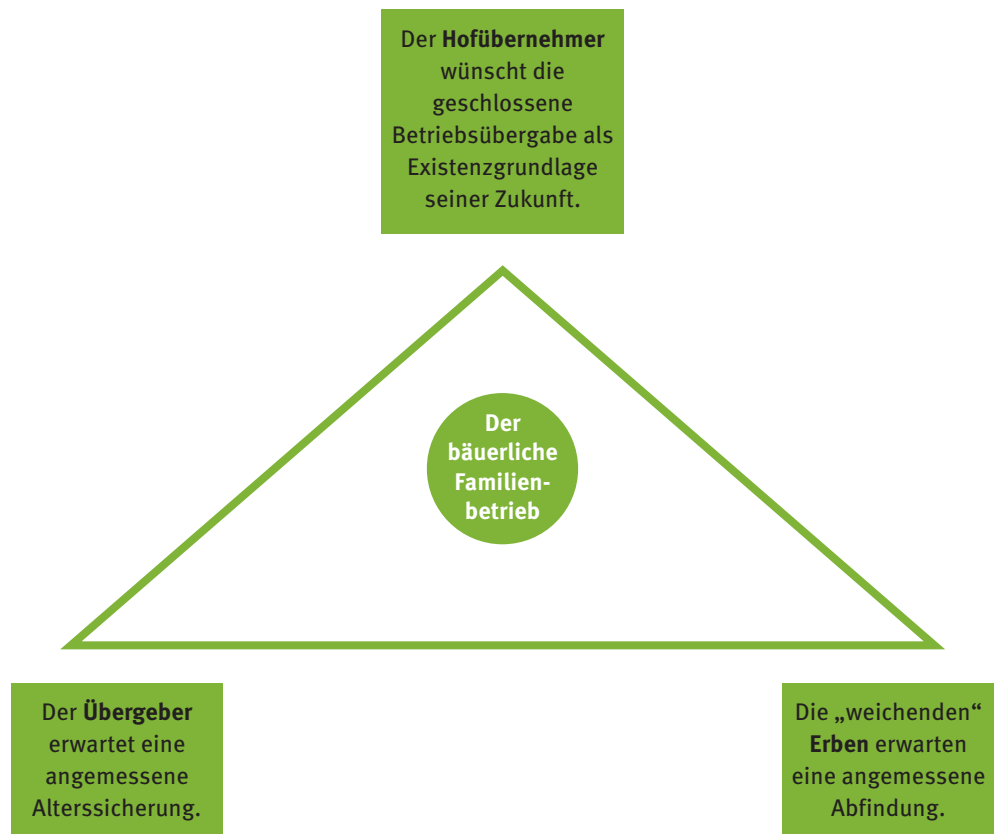 Der Hofübernehmer
wünscht die
geschlossene
Betriebsübergabe als
Existenzgrundlage
seiner Zukunft.
Der
bäuerliche
Familien-
betrieb
Der Übergeber
erwartet eine
angemessene
Alterssicherung.
Die „weichenden“
Erben erwarten
eine angemessene
Abfindung.